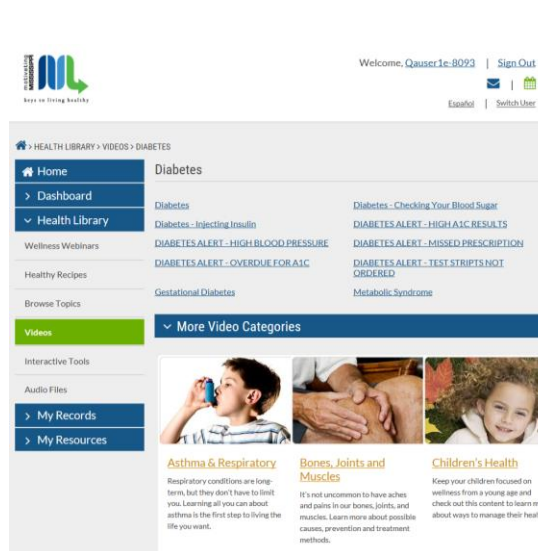 motivating
MISSISSIPPI
keys to living healthy
Welcome, Qauser1e-8093 | Sign Out
|
Español | Switch User
> HEALTH LIBRARY > VIDEOS > DIABETES
Home
> Dashboard
Health Library
Wellness Webinars
Healthy Recipes
Browse Topics
Videos
Interactive Tools
Audio Files
> My Records
> My Resources
Diabetes
Diabetes
Diabetes - Checking Your Blood Sugar
Diabetes - Injecting Insulin
DIABETES ALERT - HIGH A1C RESULTS
DIABETES ALERT - HIGH BLOOD PRESSURE
DIABETES ALERT - MISSED PRESCRIPTION
DIABETES ALERT - OVERDUE FOR A1C
DIABETES ALERT - TEST STRIPTS NOT
ORDERED
Gestational Diabetes
Metabolic Syndrome
More Video Categories
Asthma & Respiratory
Respiratory conditions are long-
term, but they don't have to limit
you. Learning all you can about
asthma is the first step to living the
life you want.
Bones, Joints and
Muscles
It's not uncommon to have aches
and pains in our bones, joints, and
muscles. Learn more about possible
causes, prevention and treatment
methods.
Children's Health
Keep your children focused on
wellness from a young age and
check out this content to learn m
about ways to manage their heal